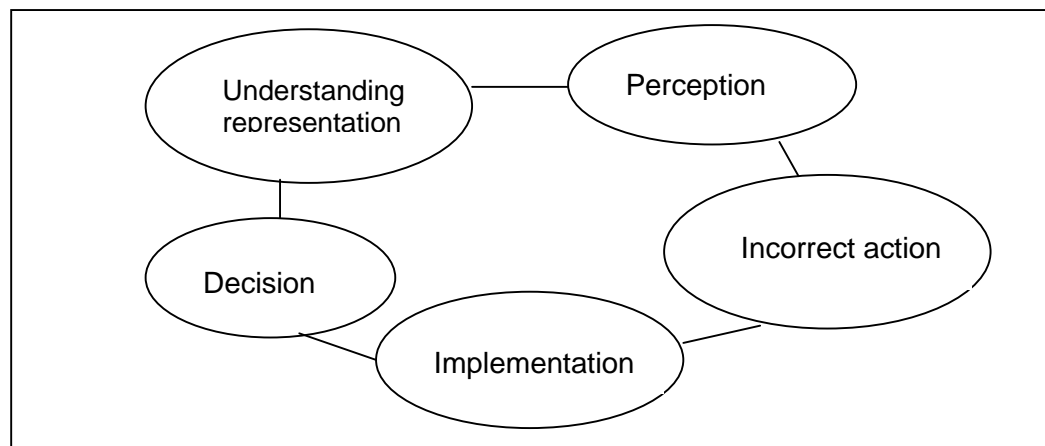 Understanding
representation
Perception
Incorrect action
Decision
Implementation